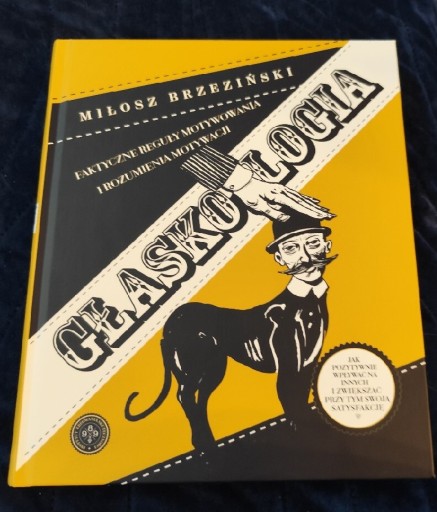 MIŁOSZ BRZEZIŃSKI
FAKTYCZNE REGUŁY MOTYWOWANIA
I ROZUMIENIA MOTYWACJI
GŁASKOLOGIA
JAK
POZYTYWNIE
WPŁYWAĆ NA
INNYCH
I ZWIĘKSZAĆ
PRZY TYM SWOJĄ
SATYSFAKCJĘ